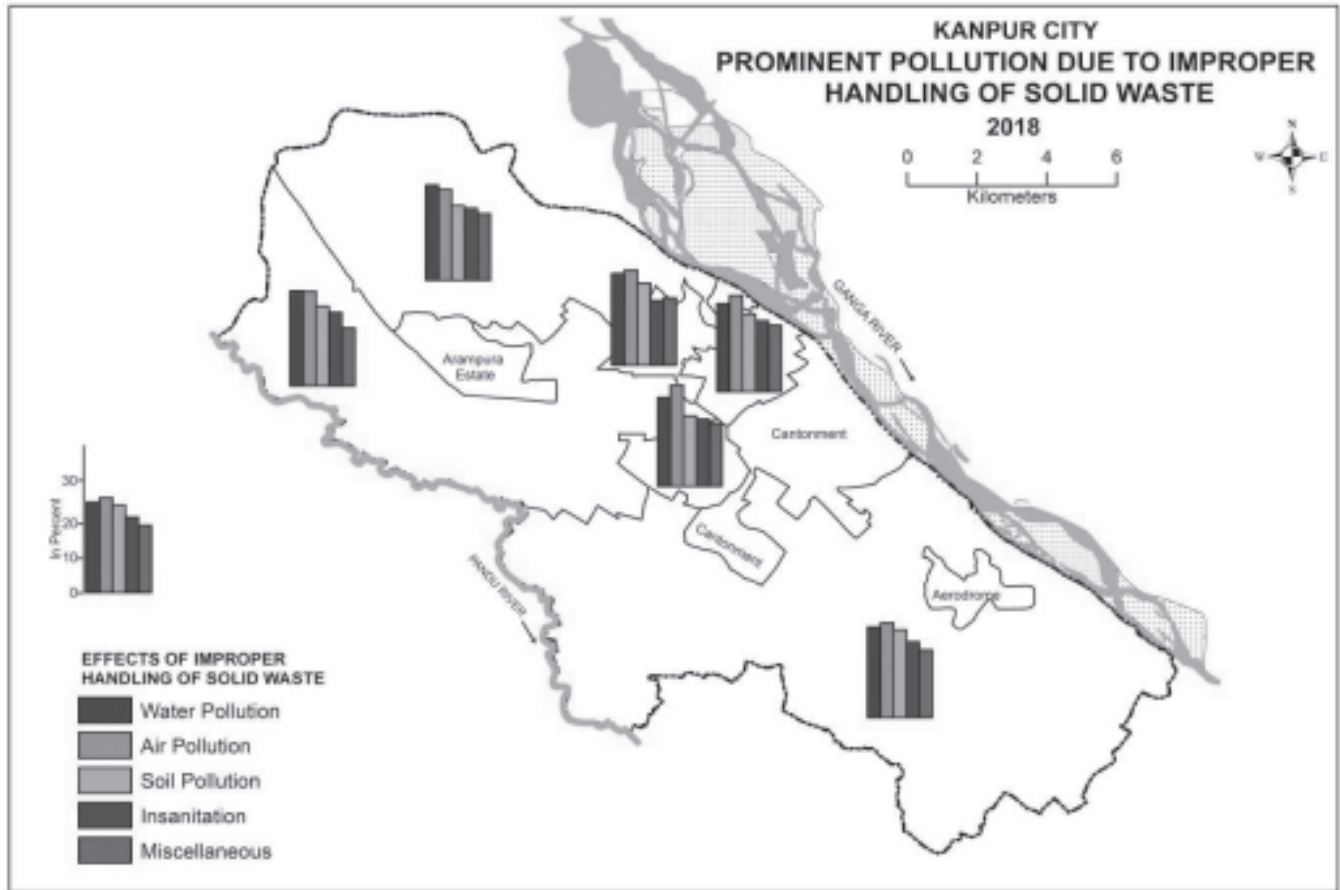 KANPUR CITY
PROMINENT POLLUTION DUE TO IMPROPER
HANDLING OF SOLID WASTE
2018
0 2 4 6
Kilometers
N
W E
S
GANGA RIVER
Arampura
Estate
Cantonment
Cantonment
Aerodrome
PANDU RIVER
In Percent
30
20
10
0
EFFECTS OF IMPROPER
HANDLING OF SOLID WASTE
Water Pollution
Air Pollution
Soil Pollution
Insanitation
Miscellaneous